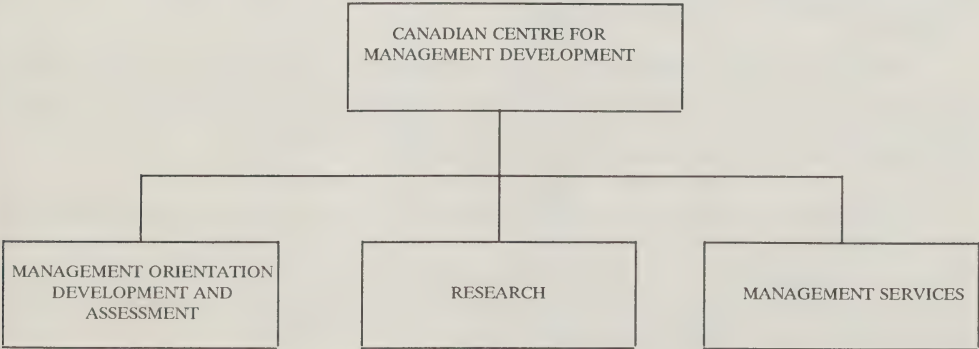 CANADIAN CENTRE FOR
MANAGEMENT DEVELOPMENT
MANAGEMENT ORIENTATION
DEVELOPMENT AND
ASSESSMENT
RESEARCH
MANAGEMENT SERVICES